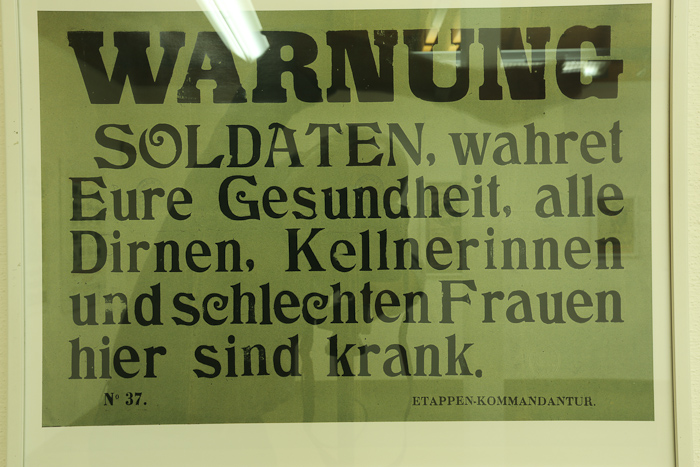 WARNUNG
SOLDATEN, wahret
Eure Gesundheit, alle
Dirnen, Kellnerinnen
und schlechten Frauen
hier sind krank.
Nº 37.
ETAPPEN-KOMMANDANTUR.